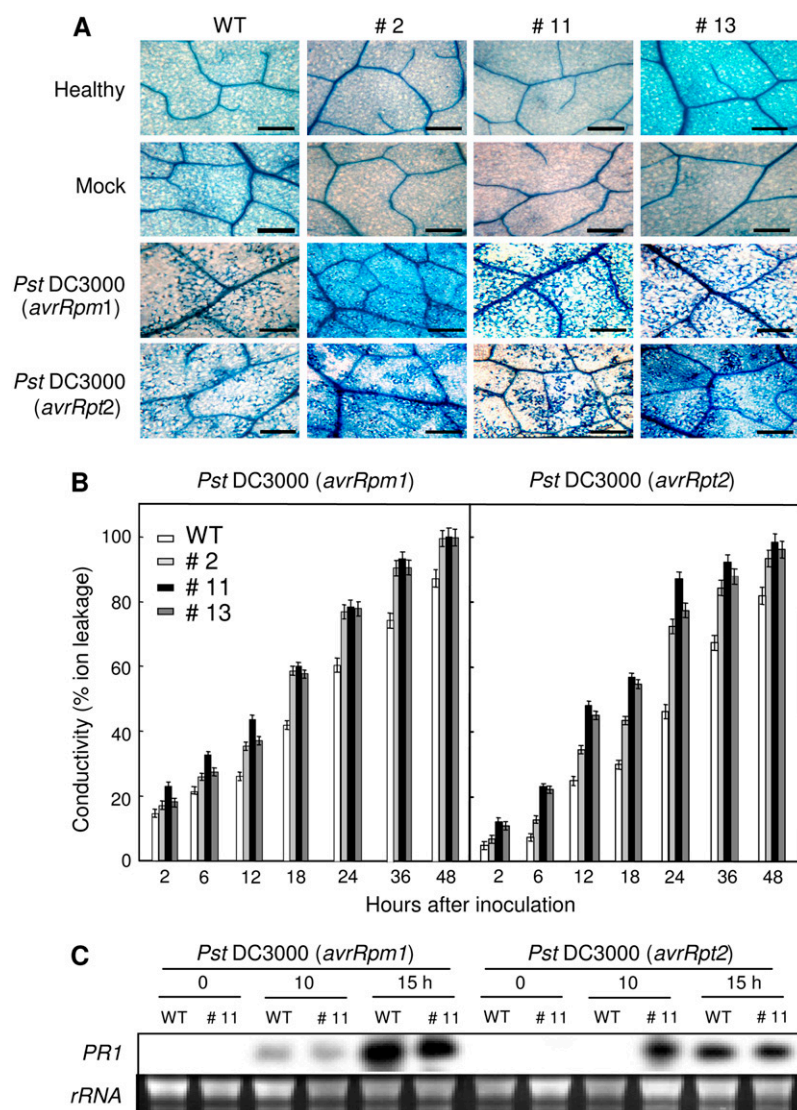 A
WT # 2 # 11 # 13
Healthy
Mock
Pst DC3000
(avrRpm1)
Pst DC3000
(avrRpt2)
B
Pst DC3000 (avrRpm1) Pst DC3000 (avrRpt2)
Conductivity (% ion leakage)
100
80
60
40
20
0
WT
# 2
# 11
# 13
2 6 12 18 24 36 48 2 6 12 18 24 36 48
Hours after inoculation
C
Pst DC3000 (avrRpm1) Pst DC3000 (avrRpt2)
0 10 15 h 0 10 15 h
WT # 11 WT # 11 WT # 11 WT # 11 WT # 11 WT # 11
PR1
rRNA